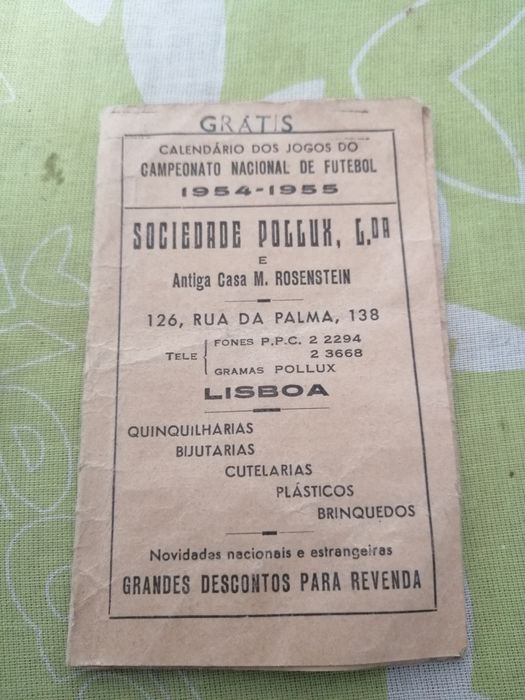 GRÁTIS
CALENDÁRIO DOS JOGOS DO
CAMPEONATO NACIONAL DE FUTEBOL
1954-1955
SOCIEDADE POLLUX, L.DA
E
Antiga Casa M. ROSENSTEIN
126, RUA DA PALMA, 138
TELE { FONES P.P.C. 2 2294
2 3668
GRAMAS POLLUX
LISBOA
QUINQUILHARIAS
BIJUTARIAS
CUTELARIAS
PLÁSTICOS
BRINQUEDOS
Novidadas nacionais e estrangeiras
GRANDES DESCONTOS PARA REVENDA